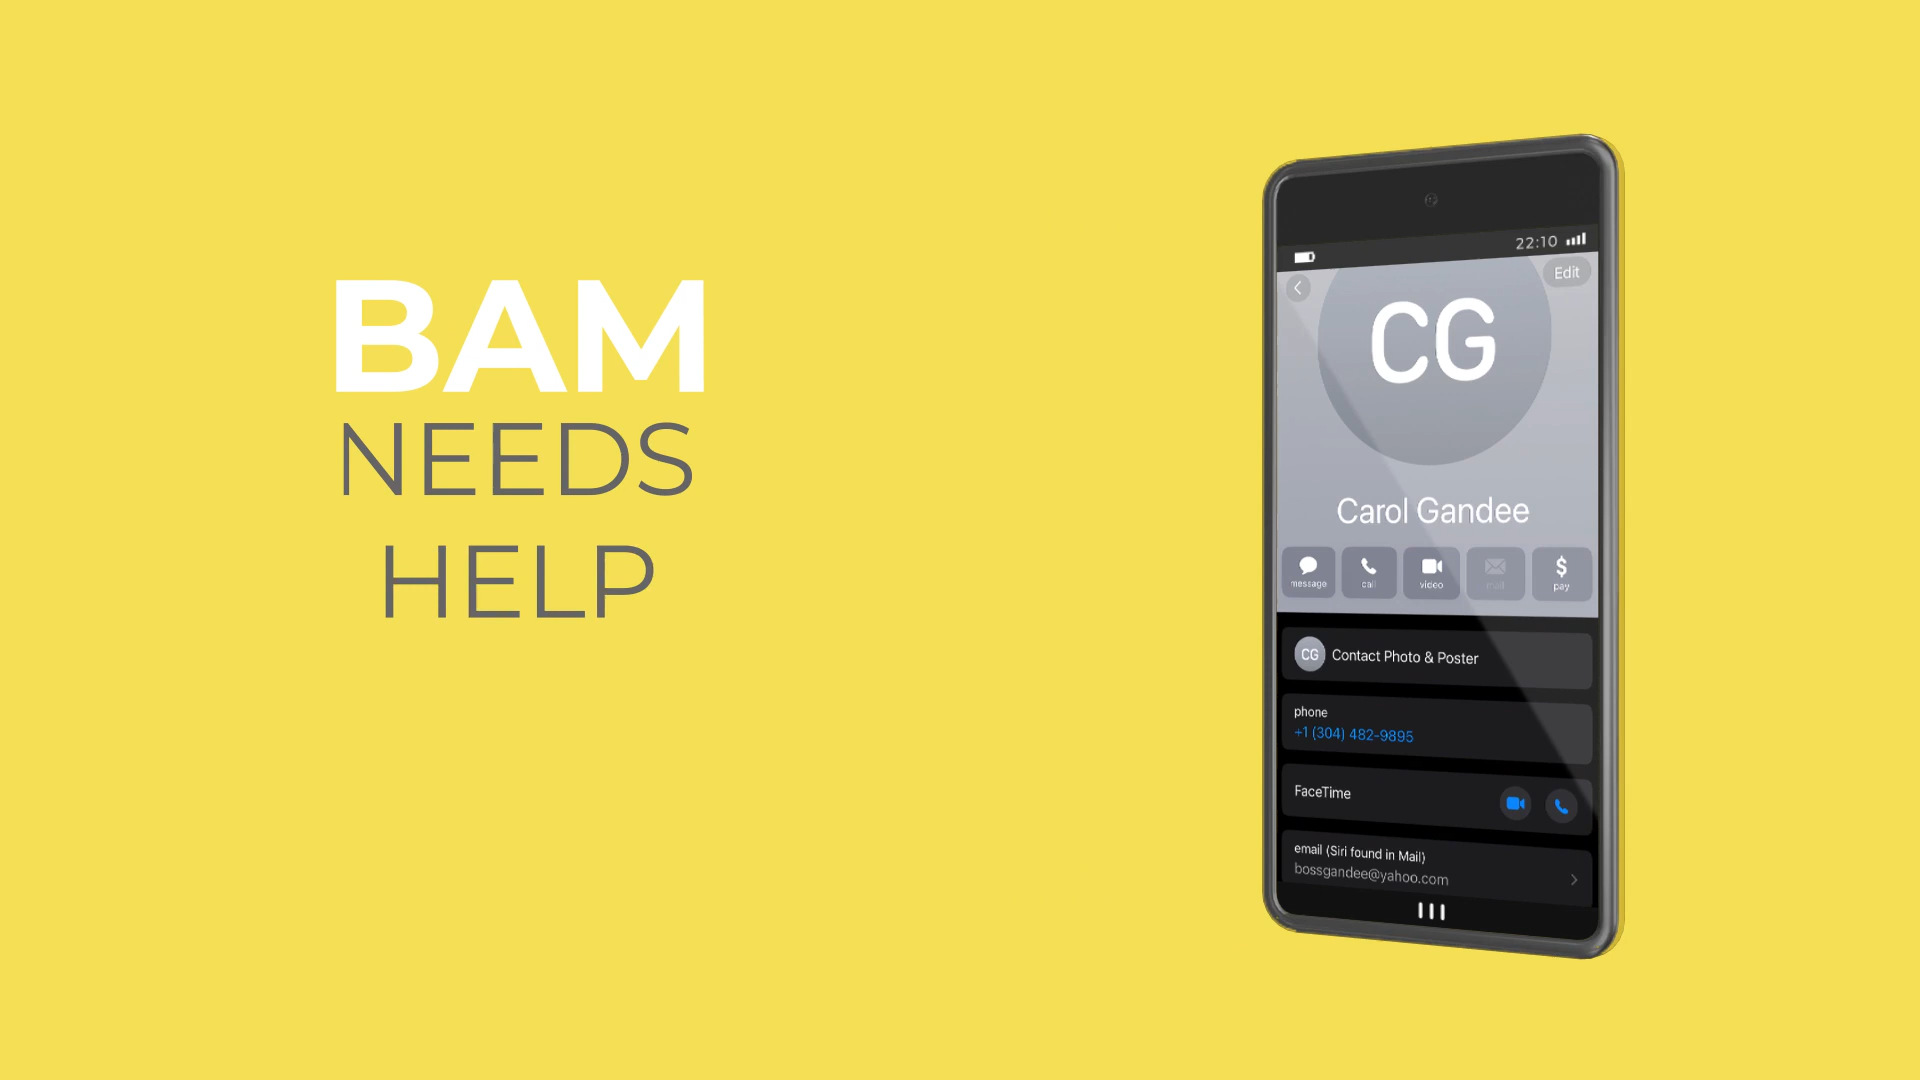 BAM
NEEDS
HELP
22:10
Edit
CG
Carol Gandee
message call video mail pay
CG Contact Photo & Poster
phone
+1 (304) 482-9895
FaceTime
email (Siri found in Mail)
bossgandee@yahoo.com